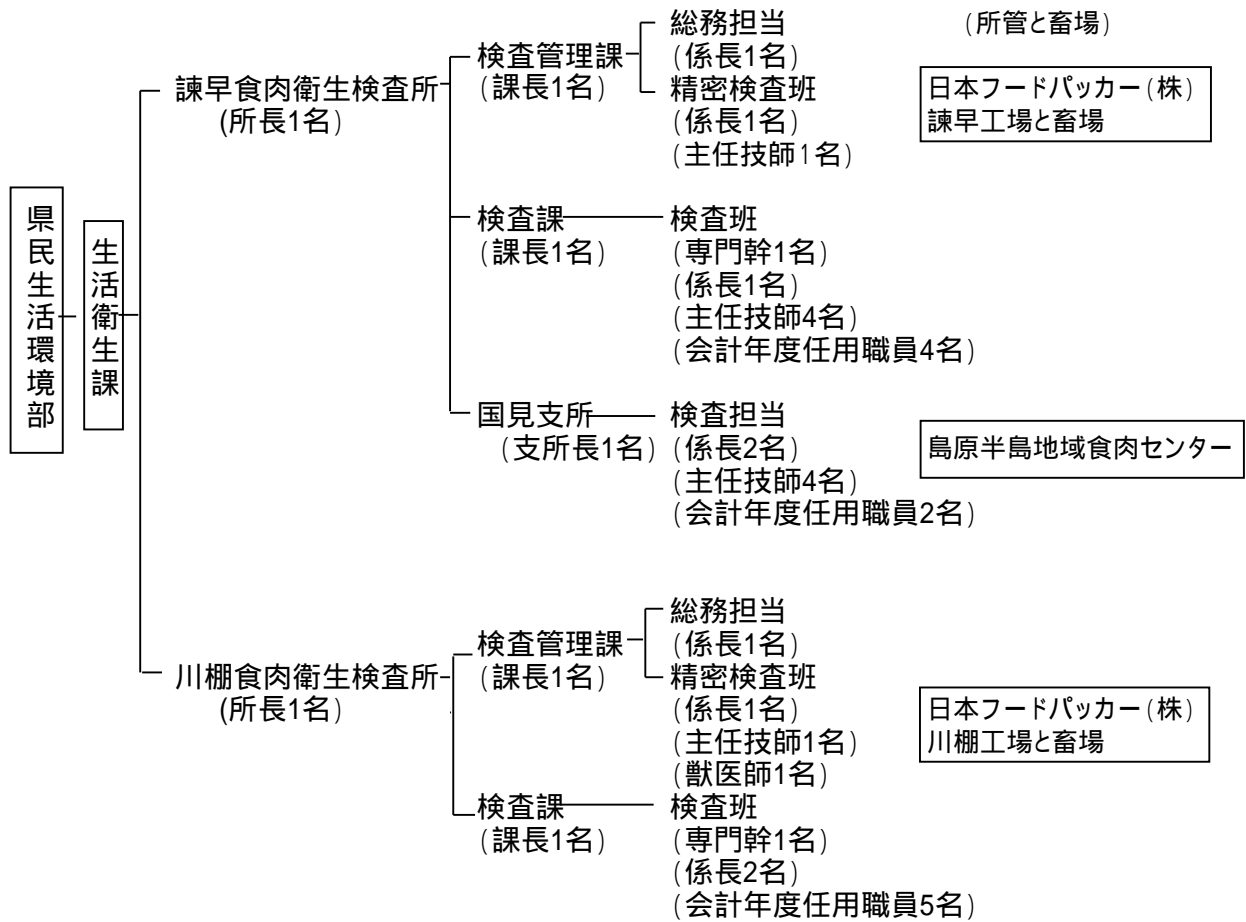 県民生活環境部
生活衛生課
諫早食肉衛生検査所
(所長1名)
検査管理課
(課長1名)
総務担当
(係長1名)
精密検査班
(係長1名)
(主任技師1名)
(所管と畜場)
日本フードパッカー(株)
諫早工場と畜場
検査課
(課長1名)
検査班
(専門幹1名)
(係長1名)
(主任技師4名)
(会計年度任用職員4名)
国見支所
(支所長1名)
検査担当
(係長2名)
(主任技師4名)
(会計年度任用職員2名)
島原半島地域食肉センター
川棚食肉衛生検査所
(所長1名)
検査管理課
(課長1名)
総務担当
(係長1名)
精密検査班
(係長1名)
(主任技師1名)
(獣医師1名)
日本フードパッカー(株)
川棚工場と畜場
検査課
(課長1名)
検査班
(専門幹1名)
(係長2名)
(会計年度任用職員5名)